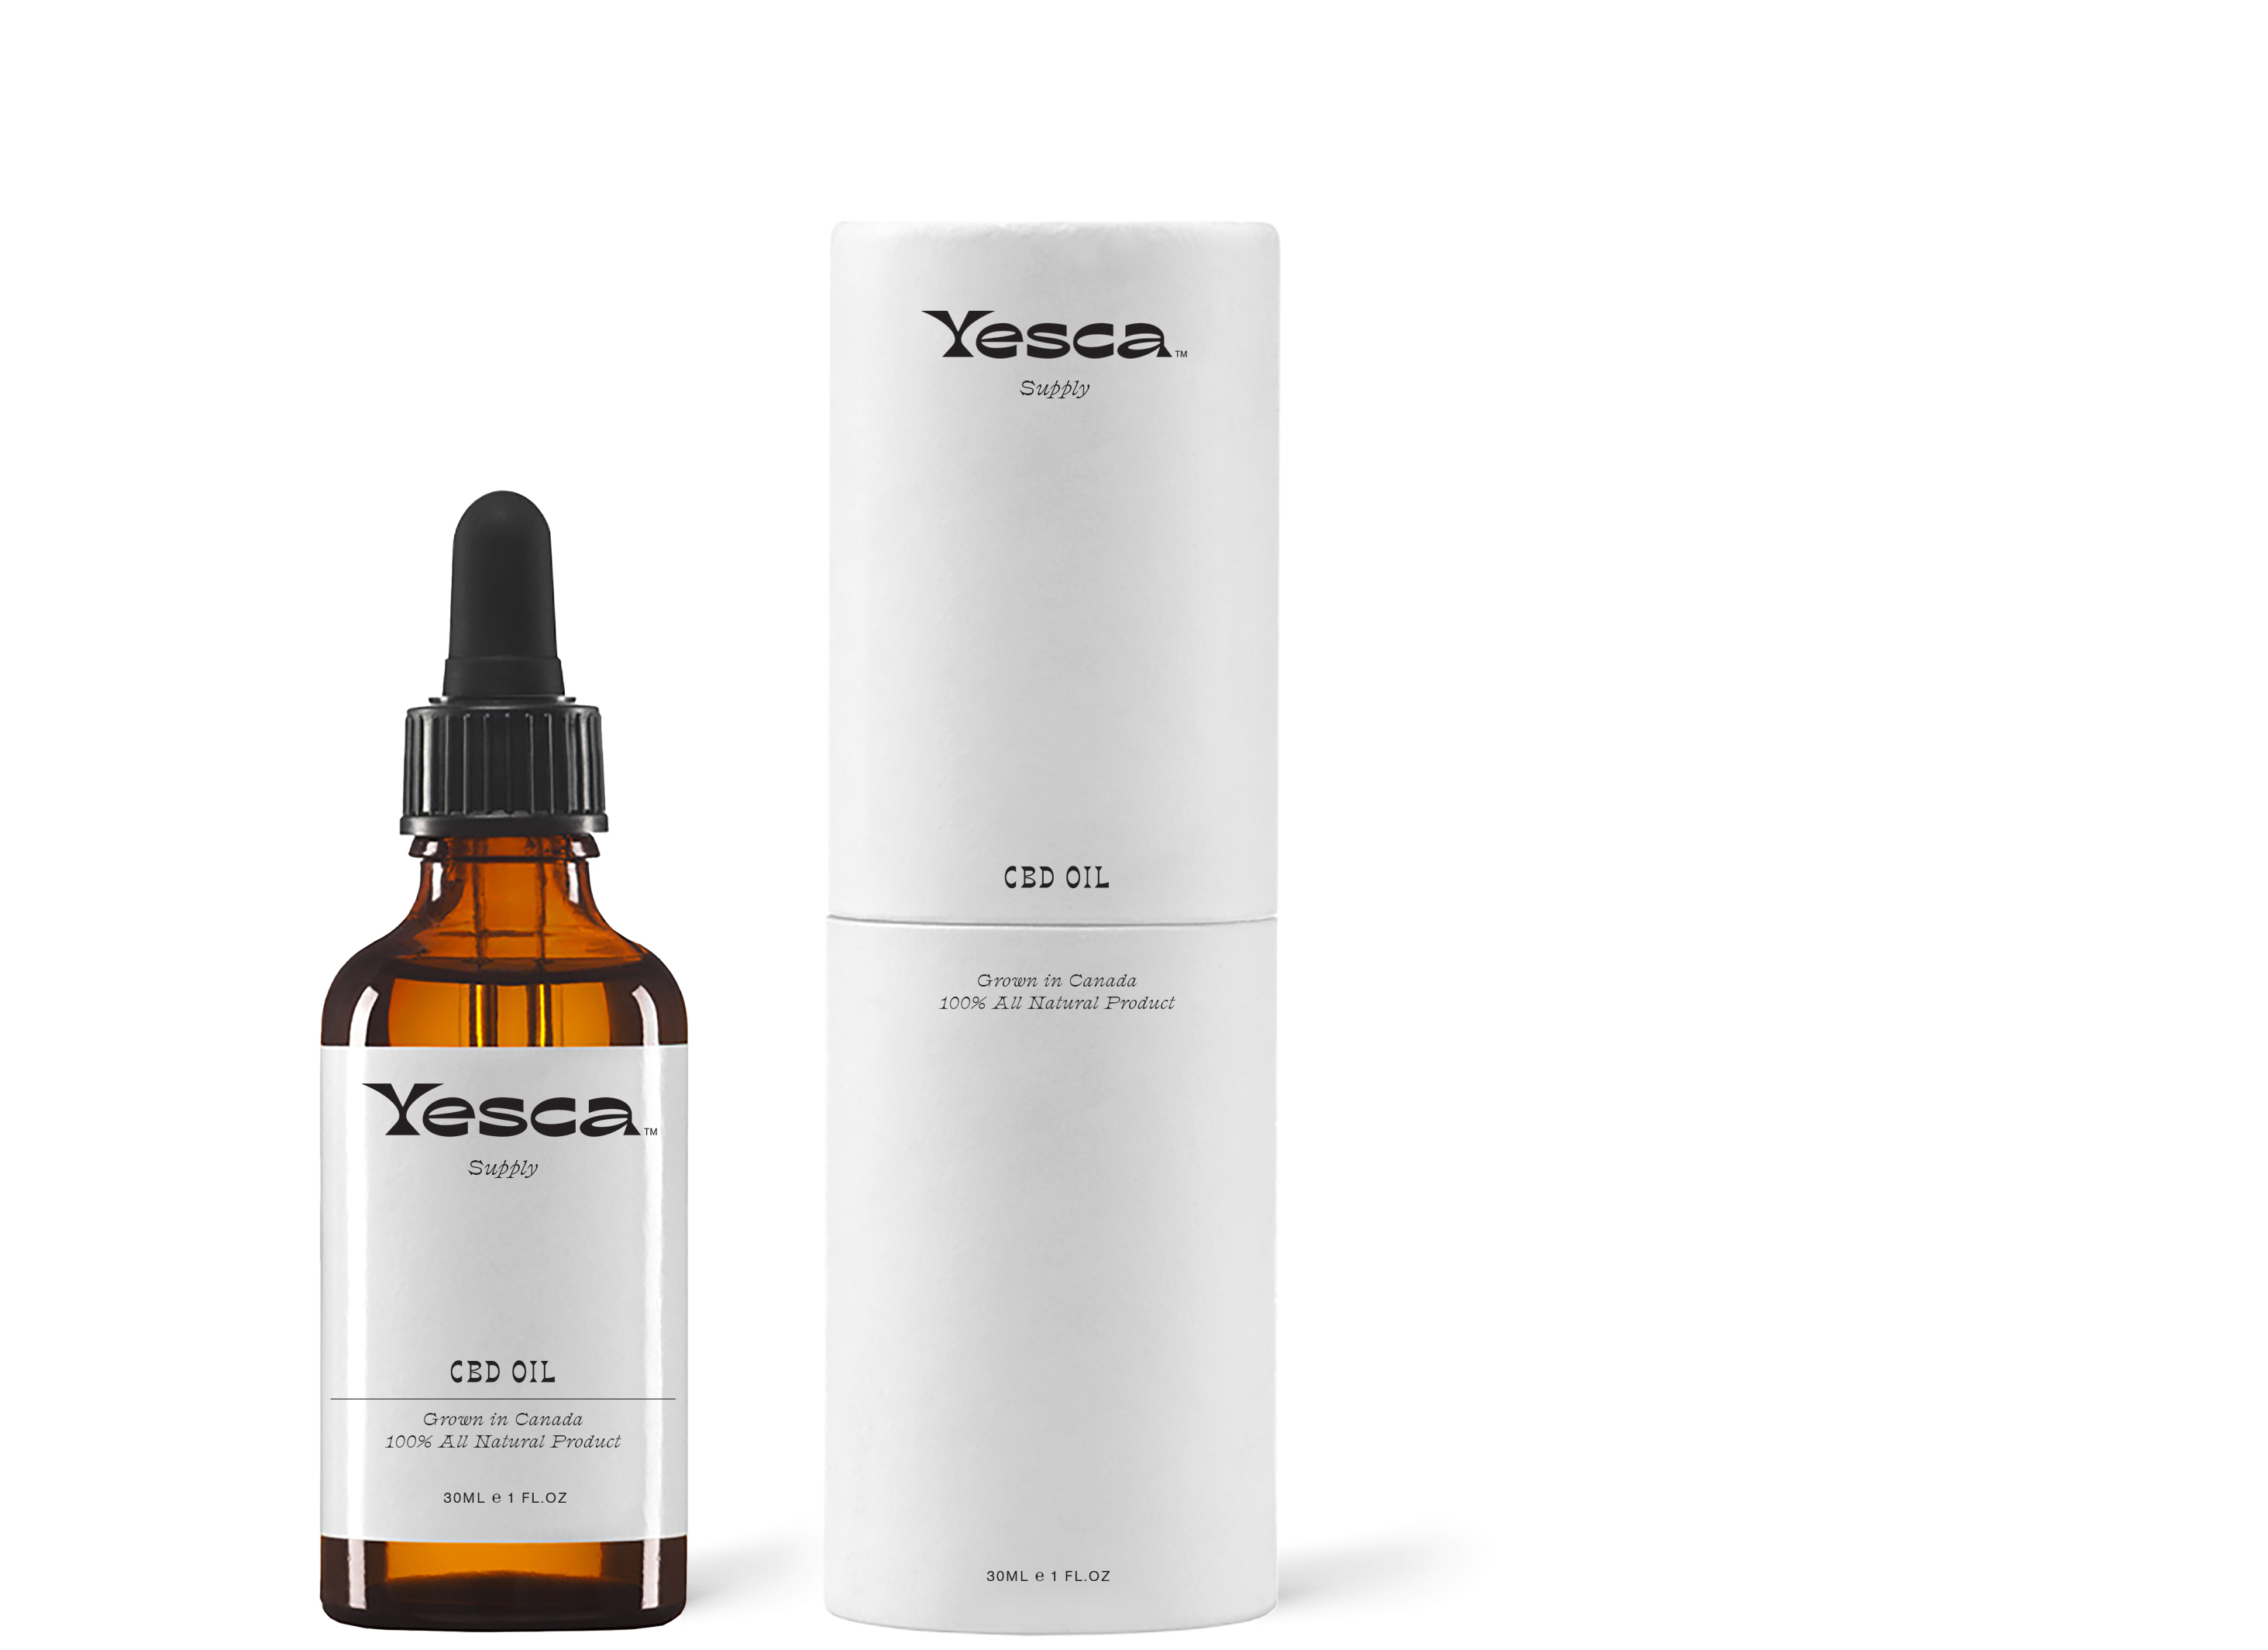 Yesca™
Supply
CBD OIL
Grown in Canada
100% All Natural Product
30ML ℮ 1 FL.OZ
Yesca™
Supply
CBD OIL
Grown in Canada
100% All Natural Product
30ML ℮ 1 FL.OZ